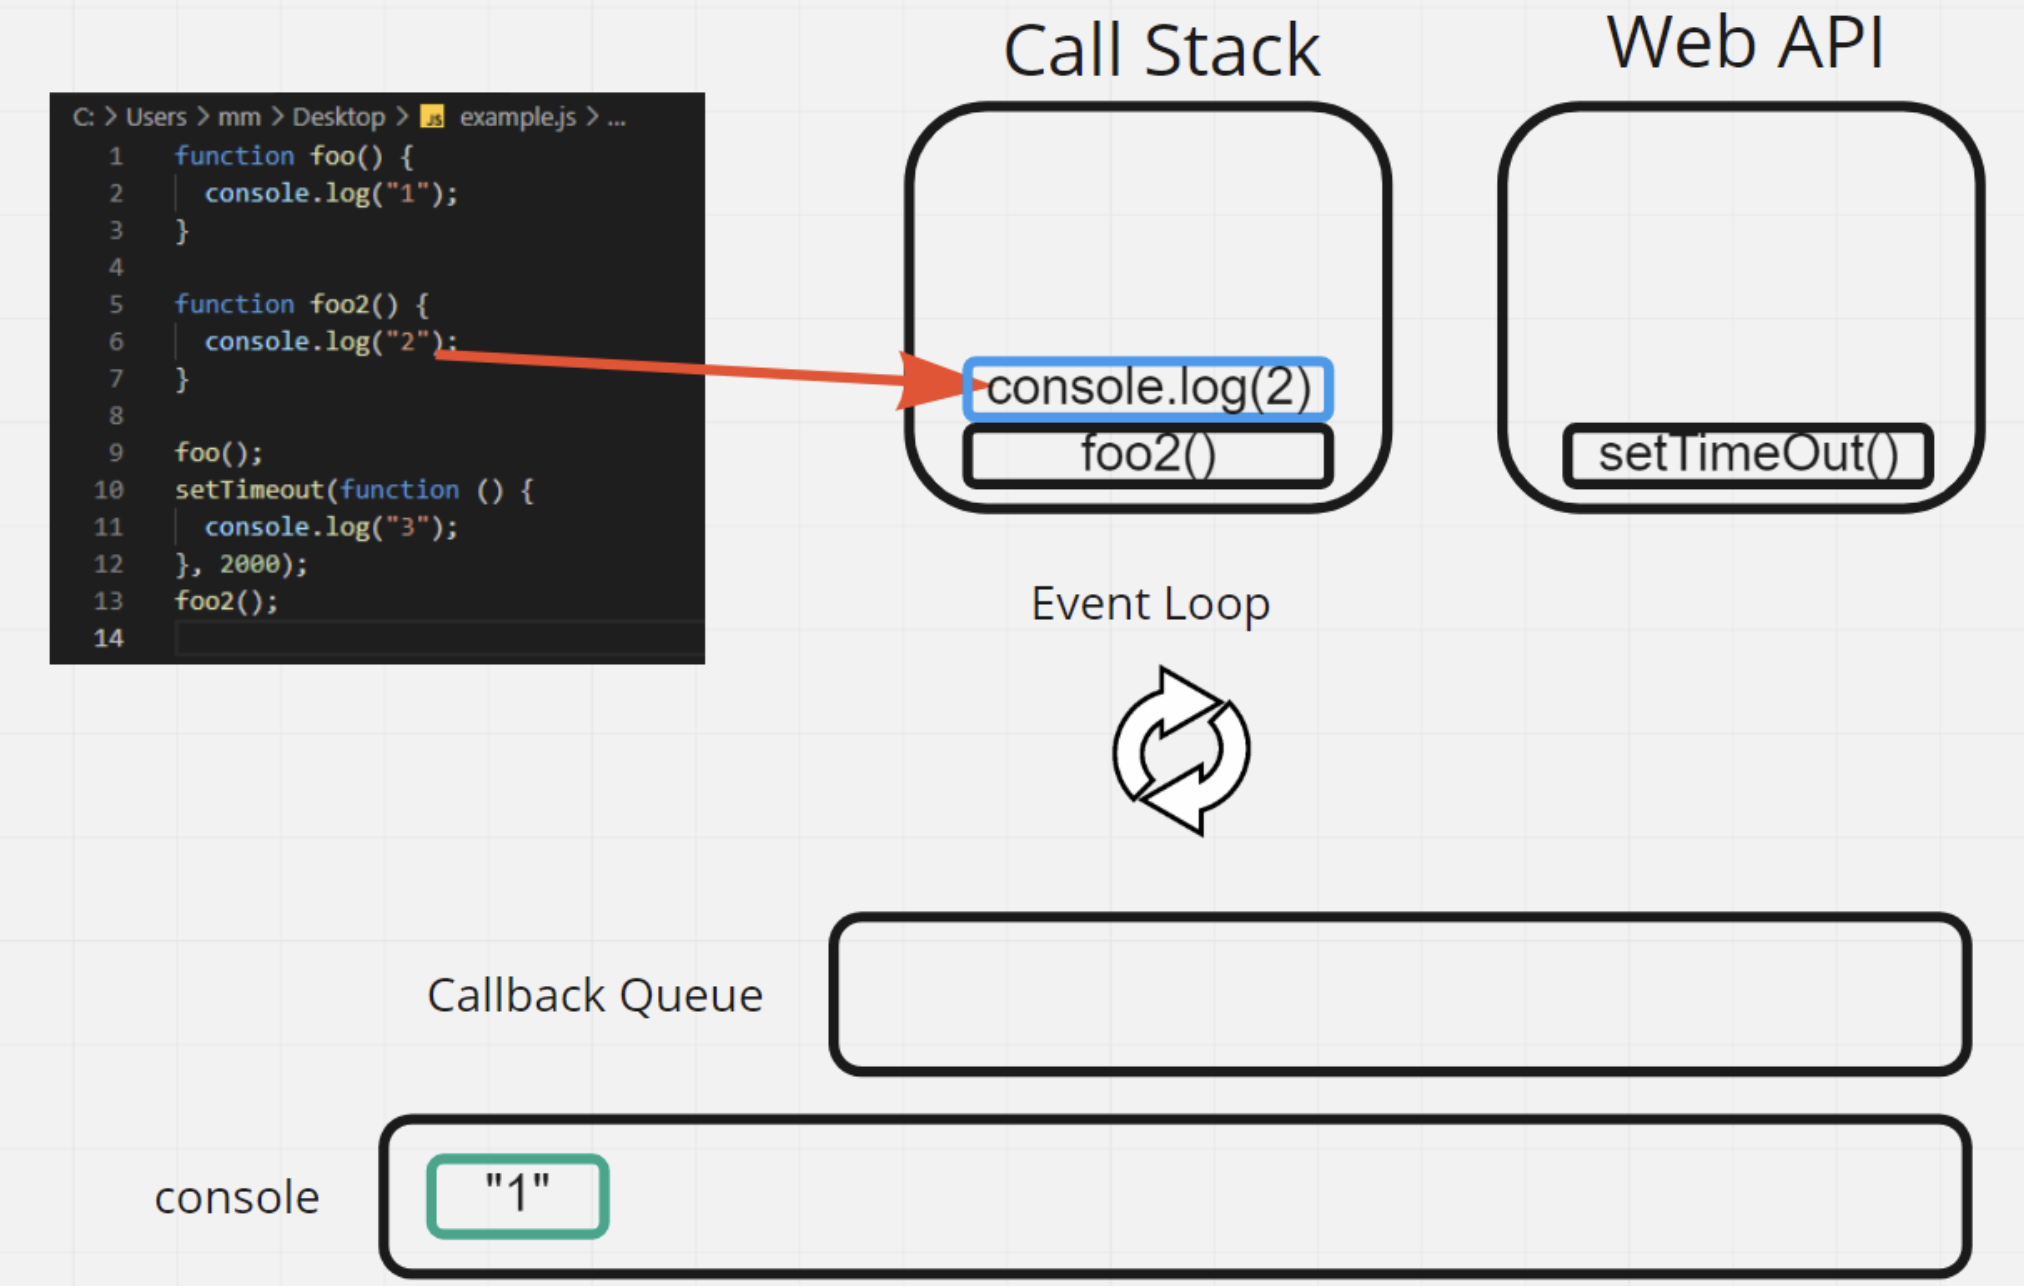 Call Stack
Web API
C: > Users > mm > Desktop > JS example.js > ...
1 function foo() {
2 console.log("1");
3 }
4
5 function foo2() {
6 console.log("2");
7 }
8
9 foo();
10 setTimeout(function () {
11 console.log("3");
12 }, 2000);
13 foo2();
14
console.log(2)
foo2()
setTimeOut()
Event Loop
Callback Queue
console
"1"